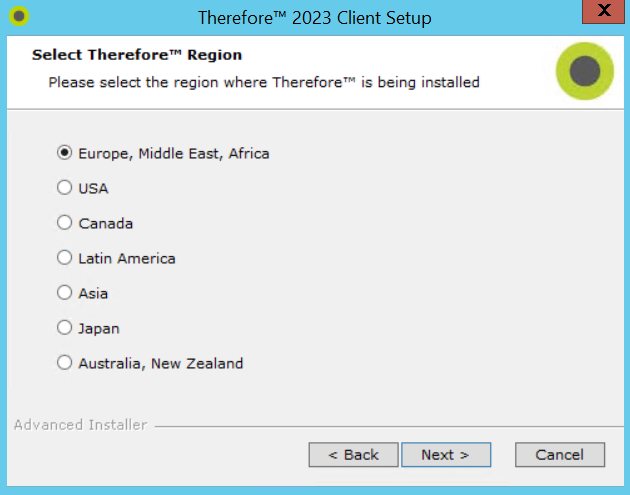 Therefore™ 2023 Client Setup
X
Select Therefore™ Region
Please select the region where Therefore™ is being installed
Europe, Middle East, Africa
USA
Canada
Latin America
Asia
Japan
Australia, New Zealand
Advanced Installer
< Back Next > Cancel